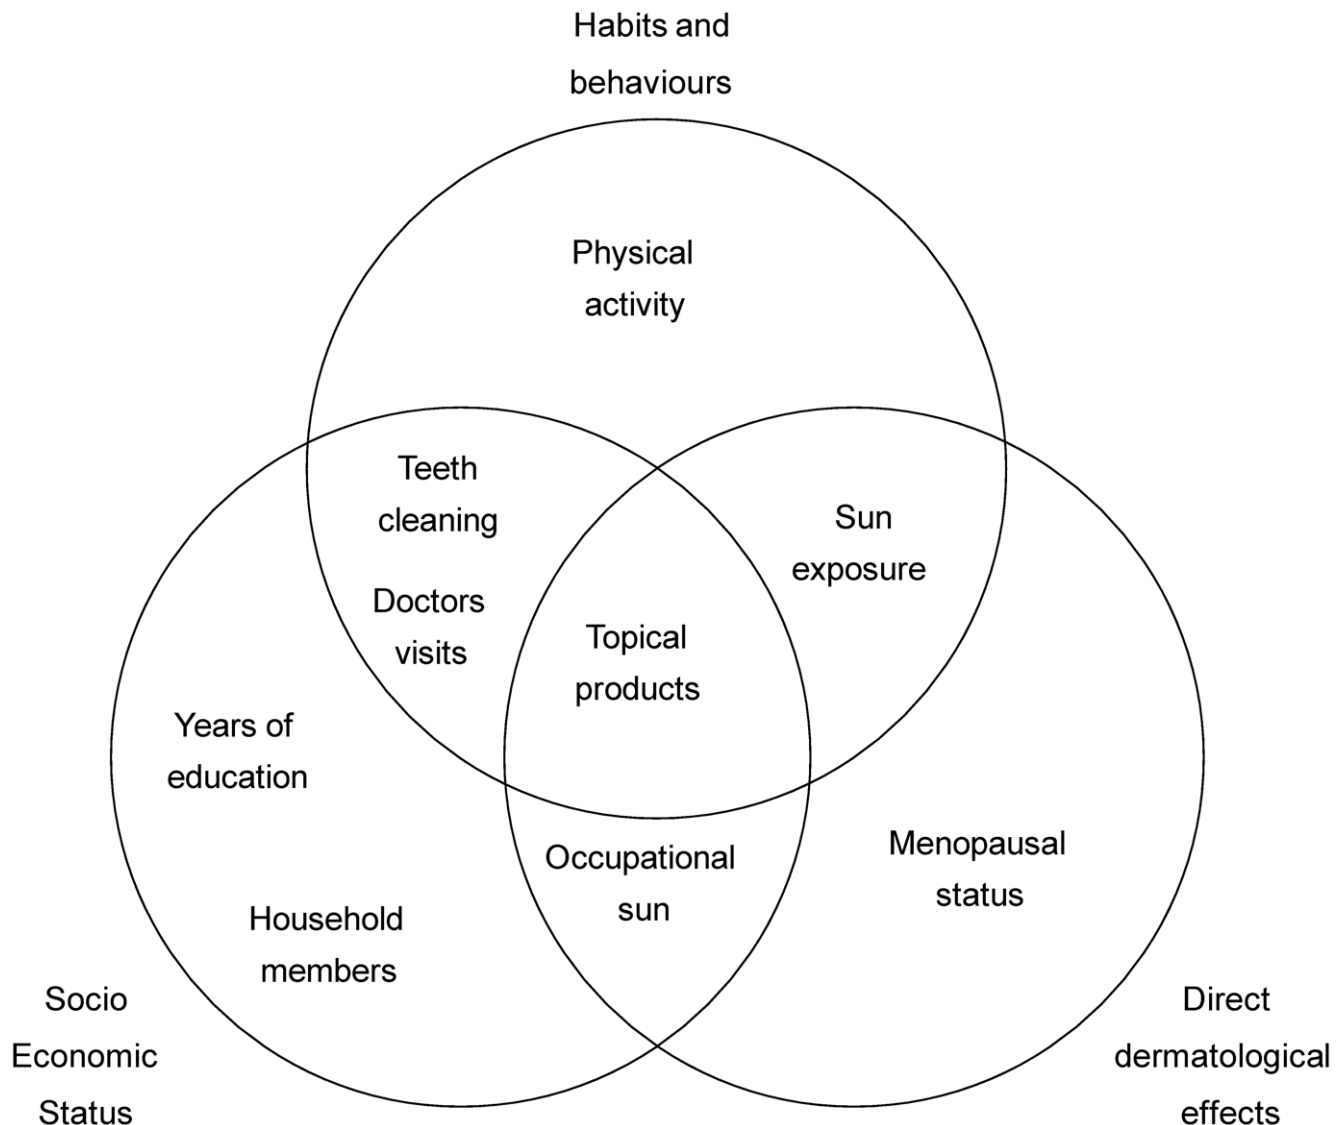 Habits and
behaviours
Physical
activity
Teeth
cleaning
Sun
exposure
Doctors
visits
Topical
products
Years of
education
Occupational
sun
Menopausal
status
Household
members
Socio
Economic
Status
Direct
dermatological
effects